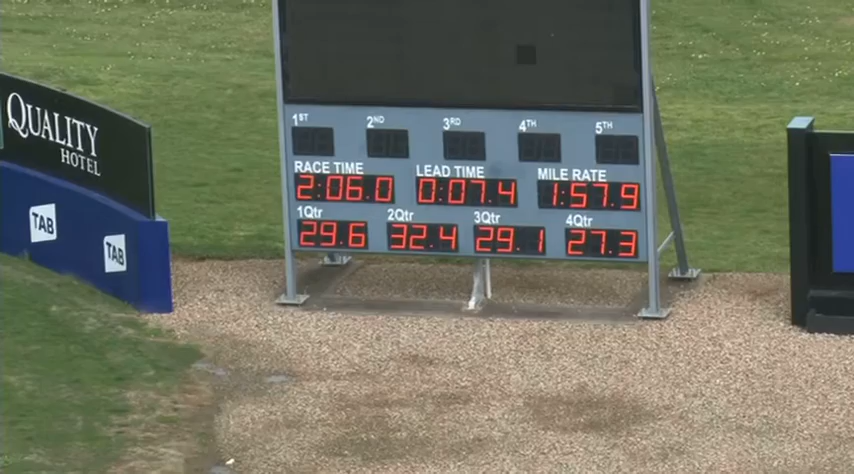 QUALITY
HOTEL
TAB
TAB
1ST 2ND 3RD 4TH 5TH
RACE TIME LEAD TIME MILE RATE
2:06.0 0:07.4 1:57.9
1Qtr 2Qtr 3Qtr 4Qtr
29.6 32.4 29.1 27.3